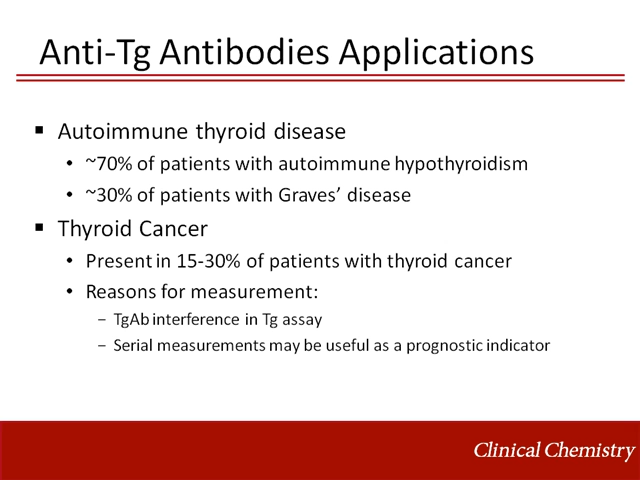 Anti-Tg Antibodies Applications
▪ Autoimmune thyroid disease
• ~70% of patients with autoimmune hypothyroidism
• ~30% of patients with Graves’ disease
▪ Thyroid Cancer
• Present in 15-30% of patients with thyroid cancer
• Reasons for measurement:
– TgAb interference in Tg assay
– Serial measurements may be useful as a prognostic indicator
Clinical Chemistry